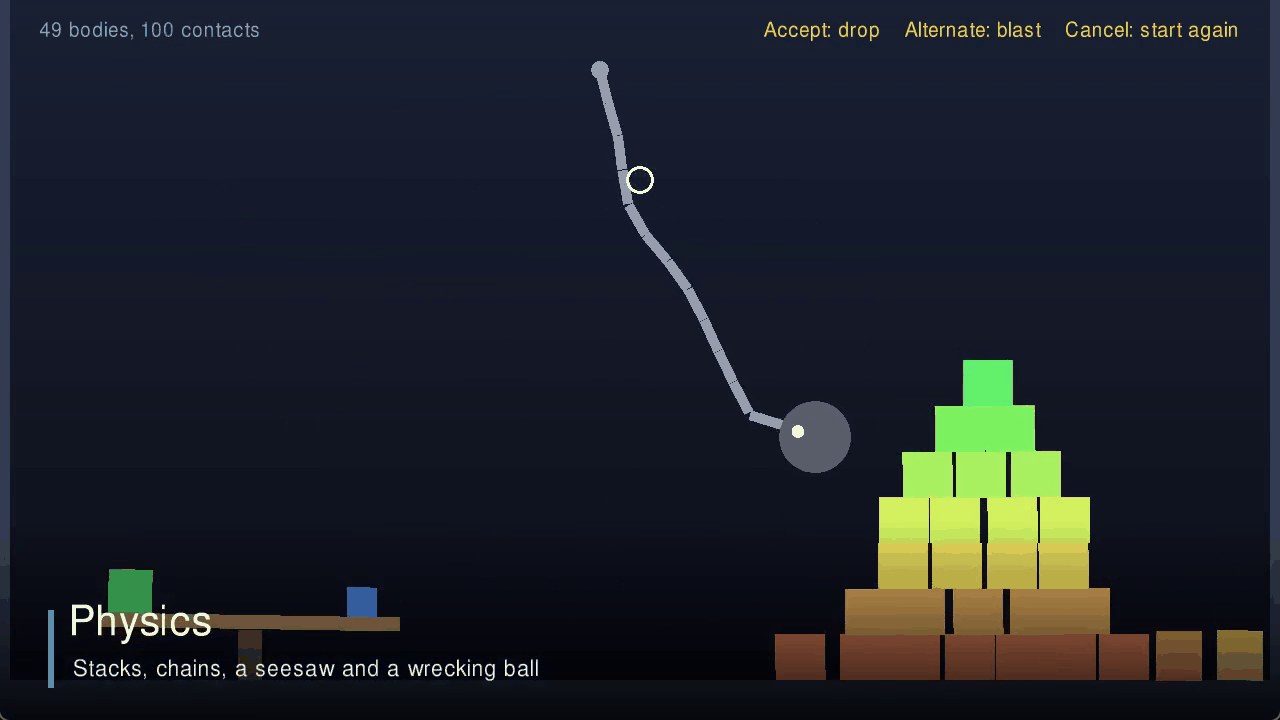 49 bodies, 100 contacts
Accept: drop Alternate: blast Cancel: start again
Physics
Stacks, chains, a seesaw and a wrecking ball